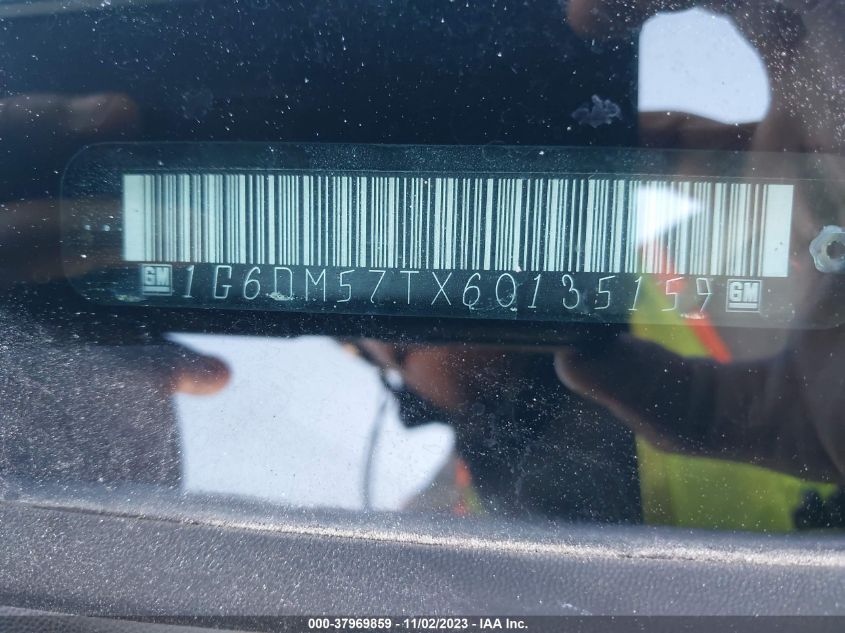 GM 1G6DM57TX60135159 GM
000-37969859 - 11/02/2023 - IAA Inc.